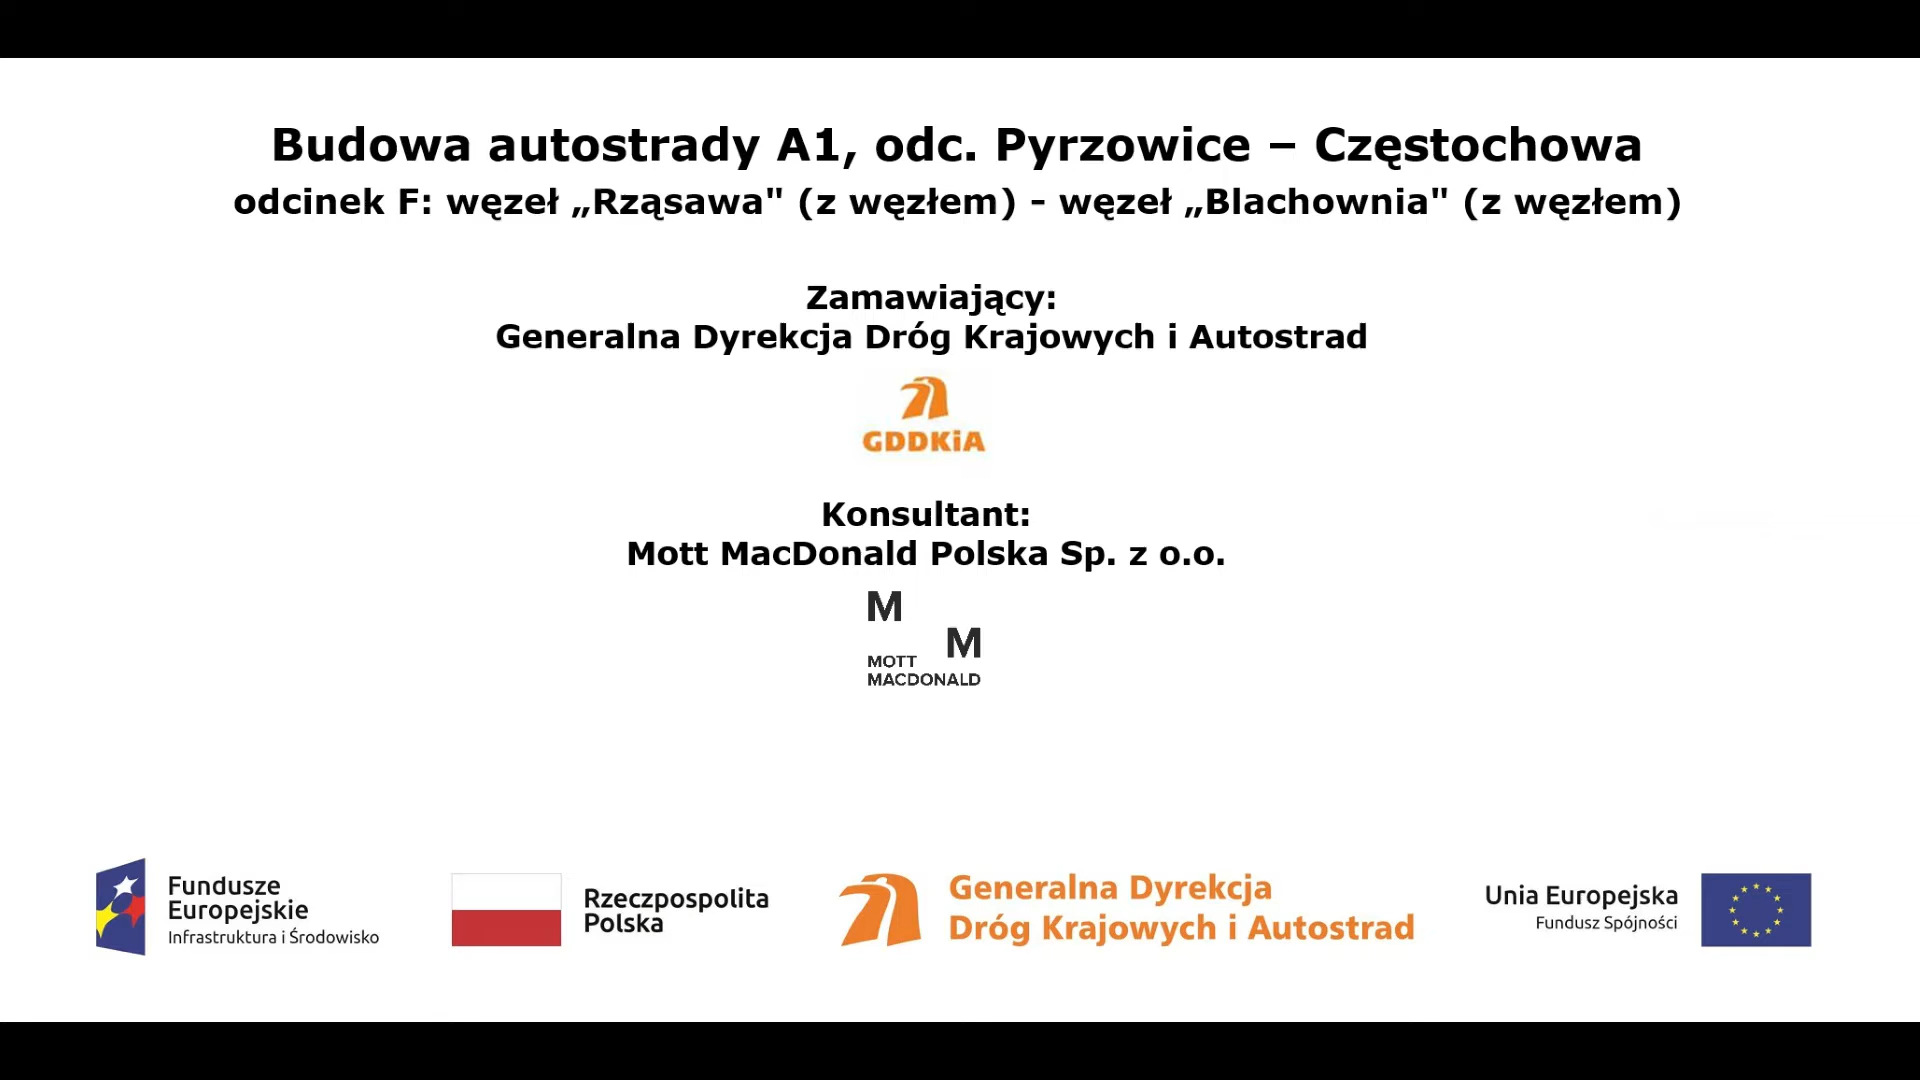 Budowa autostrady A1, odc. Pyrzowice – Częstochowa
odcinek F: węzeł „Rząsawa" (z węzłem) - węzeł „Blachownia" (z węzłem)
Zamawiający:
Generalna Dyrekcja Dróg Krajowych i Autostrad
GDDKiA
Konsultant:
Mott MacDonald Polska Sp. z o.o.
M
M
MOTT
MACDONALD
Fundusze
Europejskie
Infrastruktura i Środowisko
Rzeczpospolita
Polska
Generalna Dyrekcja
Dróg Krajowych i Autostrad
Unia Europejska
Fundusz Spójności